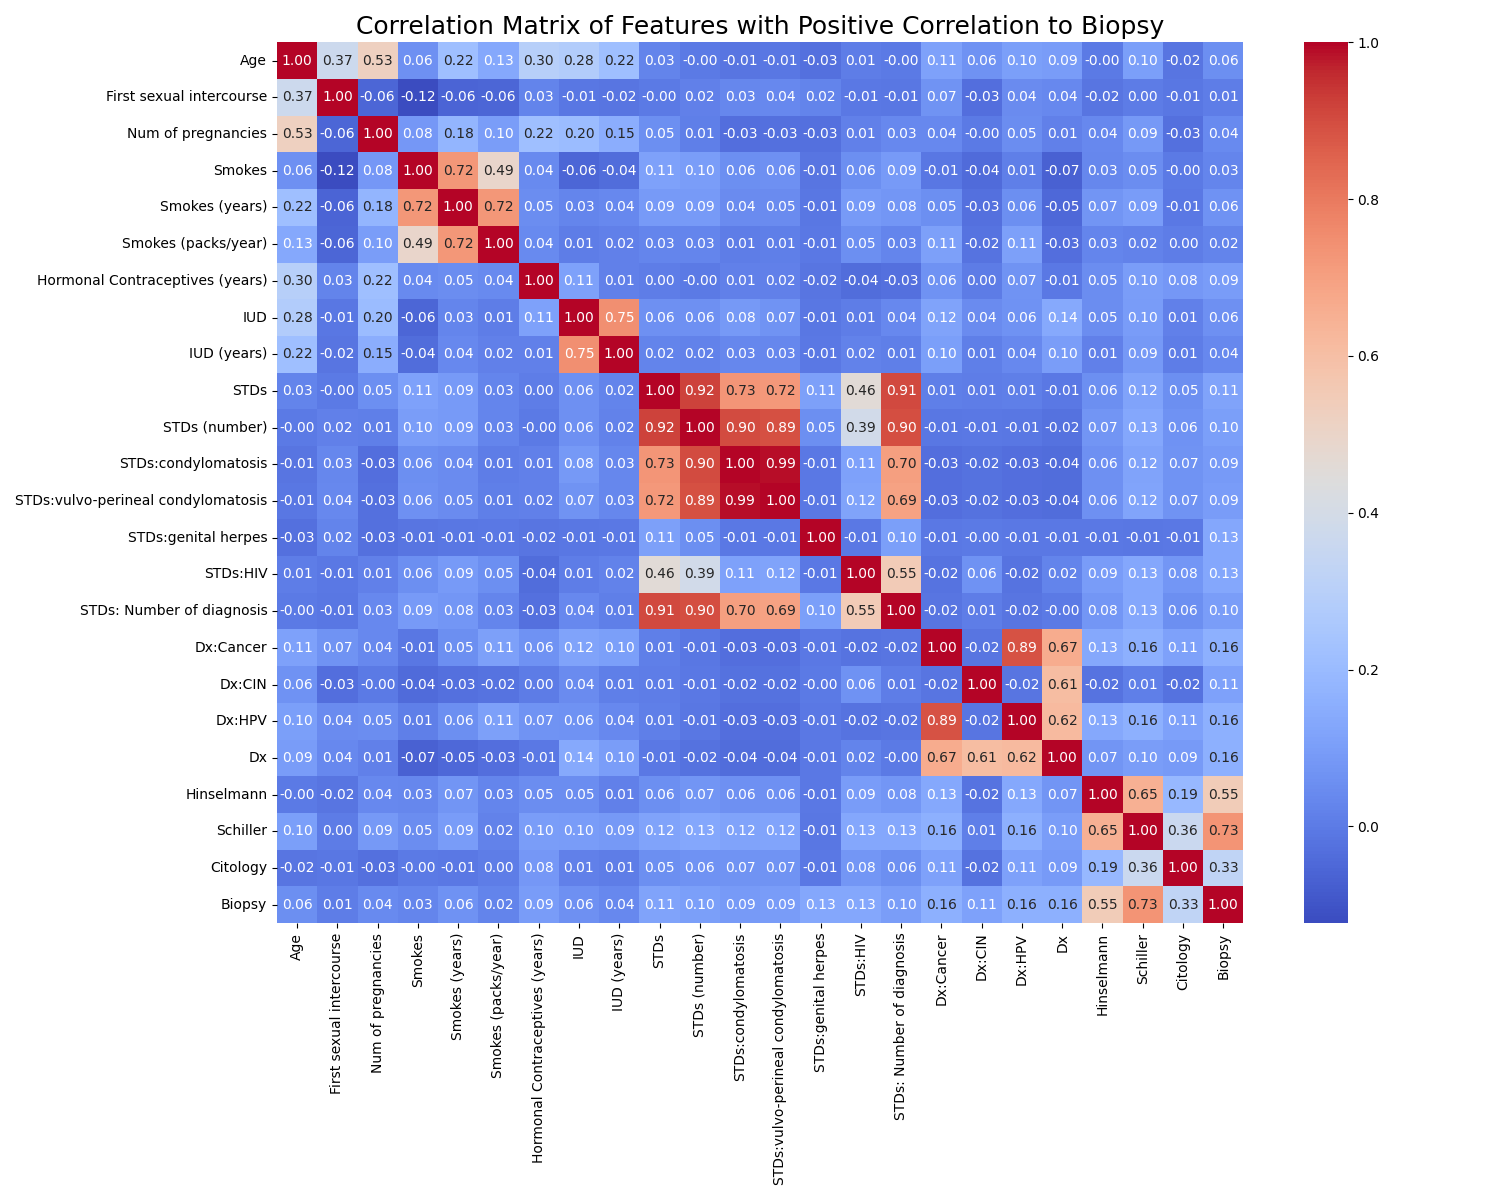 Correlation Matrix of Features with Positive Correlation to Biopsy
Age 1.00 0.37 0.53 0.06 0.22 0.13 0.30 0.28 0.22 0.03 -0.00 -0.01 -0.01 -0.03 0.01 -0.00 0.11 0.06 0.10 0.09 -0.00 0.10 -0.02 0.06
First sexual intercourse 0.37 1.00 -0.06 -0.12 -0.06 -0.06 0.03 -0.01 -0.02 -0.00 0.02 0.03 0.04 0.02 -0.01 -0.01 0.07 -0.03 0.04 0.04 -0.02 0.00 -0.01 0.01
Num of pregnancies 0.53 -0.06 1.00 0.08 0.18 0.10 0.22 0.20 0.15 0.05 0.01 -0.03 -0.03 -0.03 0.01 0.03 0.04 -0.00 0.05 0.01 0.04 0.09 -0.03 0.04
Smokes 0.06 -0.12 0.08 1.00 0.72 0.49 0.04 -0.06 -0.04 0.11 0.10 0.06 0.06 -0.01 0.06 0.09 -0.01 -0.04 0.01 -0.07 0.03 0.05 -0.00 0.03
Smokes (years) 0.22 -0.06 0.18 0.72 1.00 0.72 0.05 0.03 0.04 0.09 0.09 0.04 0.05 -0.01 0.09 0.08 0.05 -0.03 0.06 -0.05 0.07 0.09 -0.01 0.06
Smokes (packs/year) 0.13 -0.06 0.10 0.49 0.72 1.00 0.04 0.01 0.02 0.03 0.03 0.01 0.01 -0.01 0.05 0.03 0.11 -0.02 0.11 -0.03 0.03 0.02 0.00 0.02
Hormonal Contraceptives (years) 0.30 0.03 0.22 0.04 0.05 0.04 1.00 0.11 0.01 0.00 -0.00 0.01 0.02 -0.02 -0.04 -0.03 0.06 0.00 0.07 -0.01 0.05 0.10 0.08 0.09
IUD 0.28 -0.01 0.20 -0.06 0.03 0.01 0.11 1.00 0.75 0.06 0.06 0.08 0.07 -0.01 0.01 0.04 0.12 0.04 0.06 0.14 0.05 0.10 0.01 0.06
IUD (years) 0.22 -0.02 0.15 -0.04 0.04 0.02 0.01 0.75 1.00 0.02 0.02 0.03 0.03 -0.01 0.02 0.01 0.10 0.01 0.04 0.10 0.01 0.09 0.01 0.04
STDs 0.03 -0.00 0.05 0.11 0.09 0.03 0.00 0.06 0.02 1.00 0.92 0.73 0.72 0.11 0.46 0.91 0.01 0.01 0.01 -0.01 0.06 0.12 0.05 0.11
STDs (number) -0.00 0.02 0.01 0.10 0.09 0.03 -0.00 0.06 0.02 0.92 1.00 0.90 0.89 0.05 0.39 0.90 -0.01 -0.01 -0.01 -0.02 0.07 0.13 0.06 0.10
STDs:condylomatosis -0.01 0.03 -0.03 0.06 0.04 0.01 0.01 0.08 0.03 0.73 0.90 1.00 0.99 -0.01 0.11 0.70 -0.03 -0.02 -0.03 -0.04 0.06 0.12 0.07 0.09
STDs:vulvo-perineal condylomatosis -0.01 0.04 -0.03 0.06 0.05 0.01 0.02 0.07 0.03 0.72 0.89 0.99 1.00 -0.01 0.12 0.69 -0.03 -0.02 -0.03 -0.04 0.06 0.12 0.07 0.09
STDs:genital herpes -0.03 0.02 -0.03 -0.01 -0.01 -0.01 -0.02 -0.01 -0.01 0.11 0.05 -0.01 -0.01 1.00 -0.01 0.10 -0.01 -0.00 -0.01 -0.01 -0.01 -0.01 -0.01 0.13
STDs:HIV 0.01 -0.01 0.01 0.06 0.09 0.05 -0.04 0.01 0.02 0.46 0.39 0.11 0.12 -0.01 1.00 0.55 -0.02 0.06 -0.02 0.02 0.09 0.13 0.08 0.13
STDs: Number of diagnosis -0.00 -0.01 0.03 0.09 0.08 0.03 -0.03 0.04 0.01 0.91 0.90 0.70 0.69 0.10 0.55 1.00 -0.02 0.01 -0.02 -0.00 0.08 0.13 0.06 0.10
Dx:Cancer 0.11 0.07 0.04 -0.01 0.05 0.11 0.06 0.12 0.10 0.01 -0.01 -0.03 -0.03 -0.01 -0.02 -0.02 1.00 -0.02 0.89 0.67 0.13 0.16 0.11 0.16
Dx:CIN 0.06 -0.03 -0.00 -0.04 -0.03 -0.02 0.00 0.04 0.01 0.01 -0.01 -0.02 -0.02 -0.00 0.06 0.01 -0.02 1.00 -0.02 0.61 -0.02 0.01 -0.02 0.11
Dx:HPV 0.10 0.04 0.05 0.01 0.06 0.11 0.07 0.06 0.04 0.01 -0.01 -0.03 -0.03 -0.01 -0.02 -0.02 0.89 -0.02 1.00 0.62 0.13 0.16 0.11 0.16
Dx 0.09 0.04 0.01 -0.07 -0.05 -0.03 -0.01 0.14 0.10 -0.01 -0.02 -0.04 -0.04 -0.01 0.02 -0.00 0.67 0.61 0.62 1.00 0.07 0.10 0.09 0.16
Hinselmann -0.00 -0.02 0.04 0.03 0.07 0.03 0.05 0.05 0.01 0.06 0.07 0.06 0.06 -0.01 0.09 0.08 0.13 -0.02 0.13 0.07 1.00 0.65 0.19 0.55
Schiller 0.10 0.00 0.09 0.05 0.09 0.02 0.10 0.10 0.09 0.12 0.13 0.12 0.12 -0.01 0.13 0.13 0.16 0.01 0.16 0.10 0.65 1.00 0.36 0.73
Citology -0.02 -0.01 -0.03 -0.00 -0.01 0.00 0.08 0.01 0.01 0.05 0.06 0.07 0.07 -0.01 0.08 0.06 0.11 -0.02 0.11 0.09 0.19 0.36 1.00 0.33
Biopsy 0.06 0.01 0.04 0.03 0.06 0.02 0.09 0.06 0.04 0.11 0.10 0.09 0.09 0.13 0.13 0.10 0.16 0.11 0.16 0.16 0.55 0.73 0.33 1.00
Age
First sexual intercourse
Num of pregnancies
Smokes
Smokes (years)
Smokes (packs/year)
Hormonal Contraceptives (years)
IUD
IUD (years)
STDs
STDs (number)
STDs:condylomatosis
STDs:vulvo-perineal condylomatosis
STDs:genital herpes
STDs:HIV
STDs: Number of diagnosis
Dx:Cancer
Dx:CIN
Dx:HPV
Dx
Hinselmann
Schiller
Citology
Biopsy
1.0
0.8
0.6
0.4
0.2
0.0